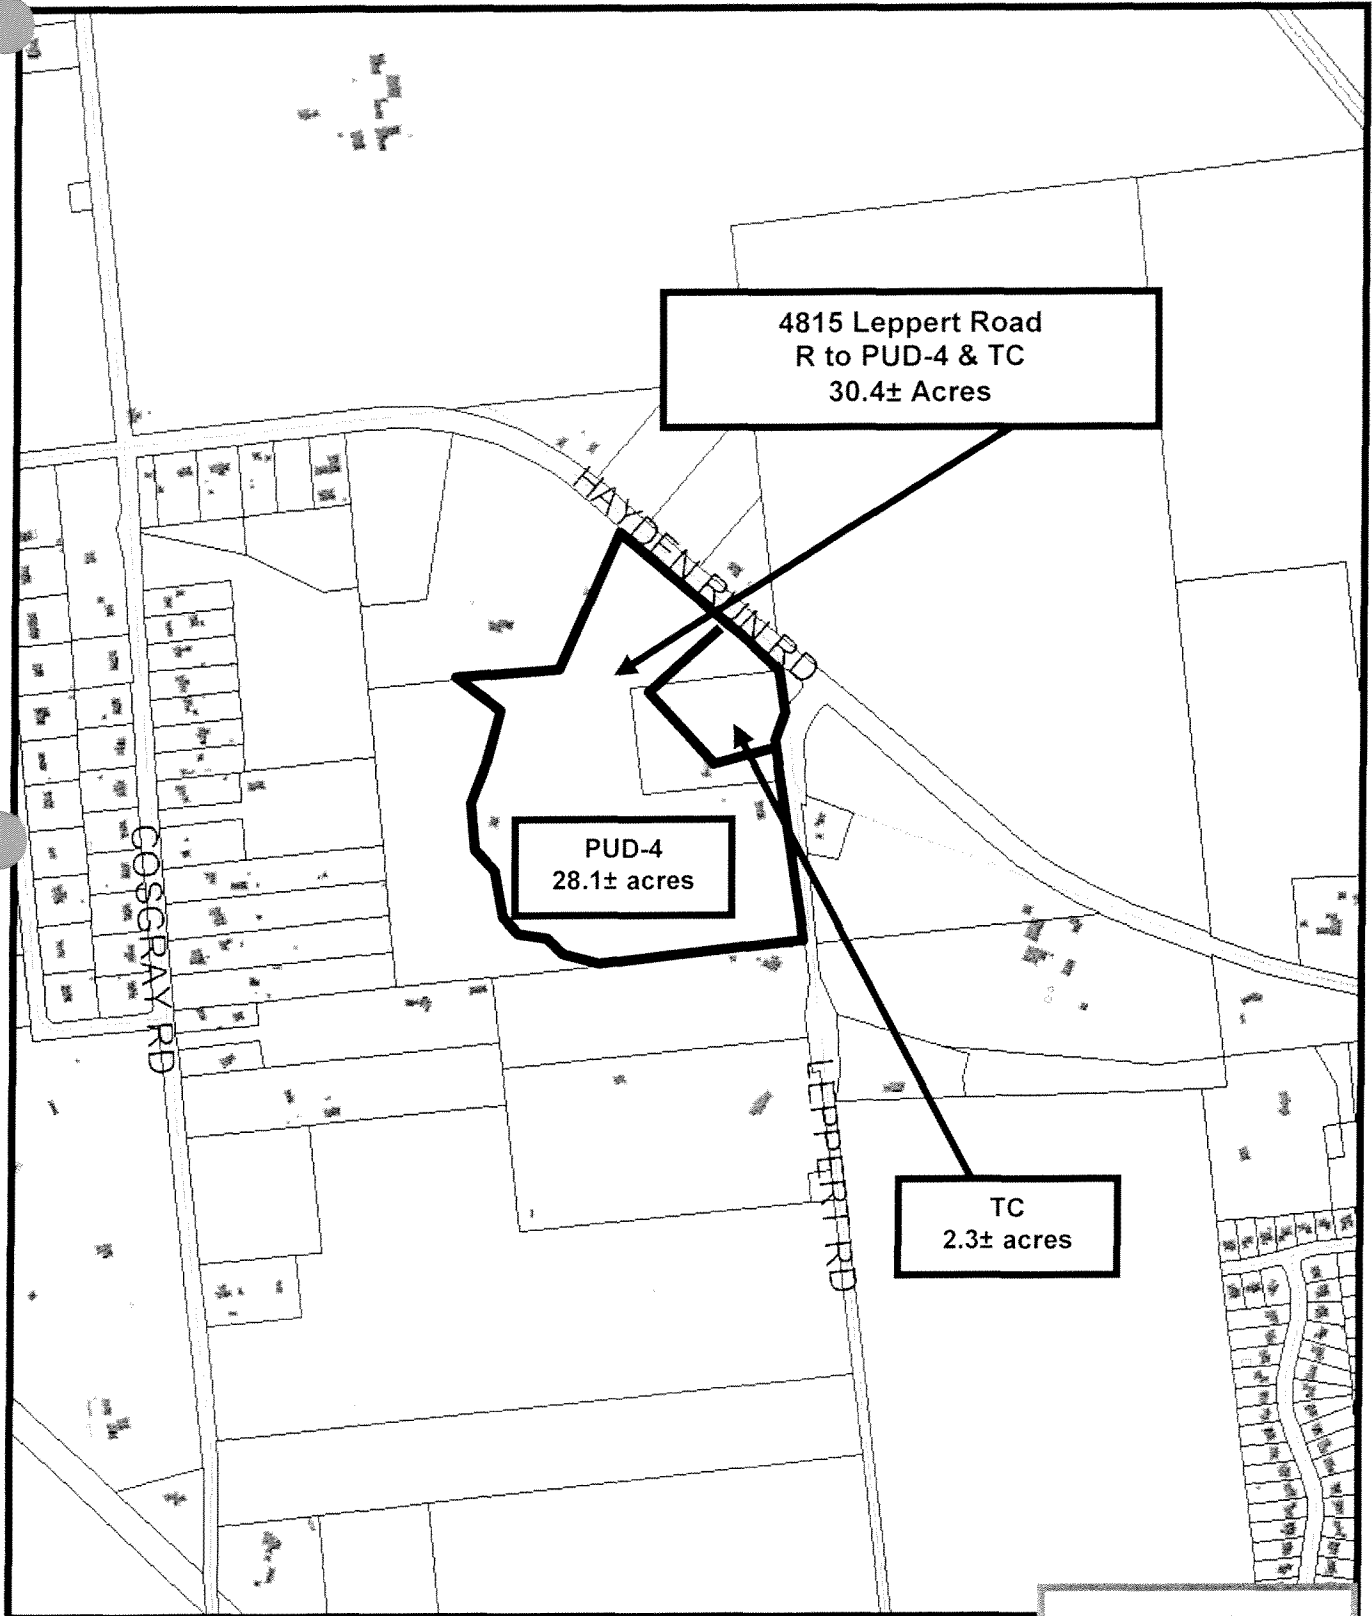 4815 Leppert Road
R to PUD-4 & TC
30.4± Acres
HAYDEN RUN RD
PUD-4
28.1± acres
COSGRAY RD
LEPPERT RD
TC
2.3± acres